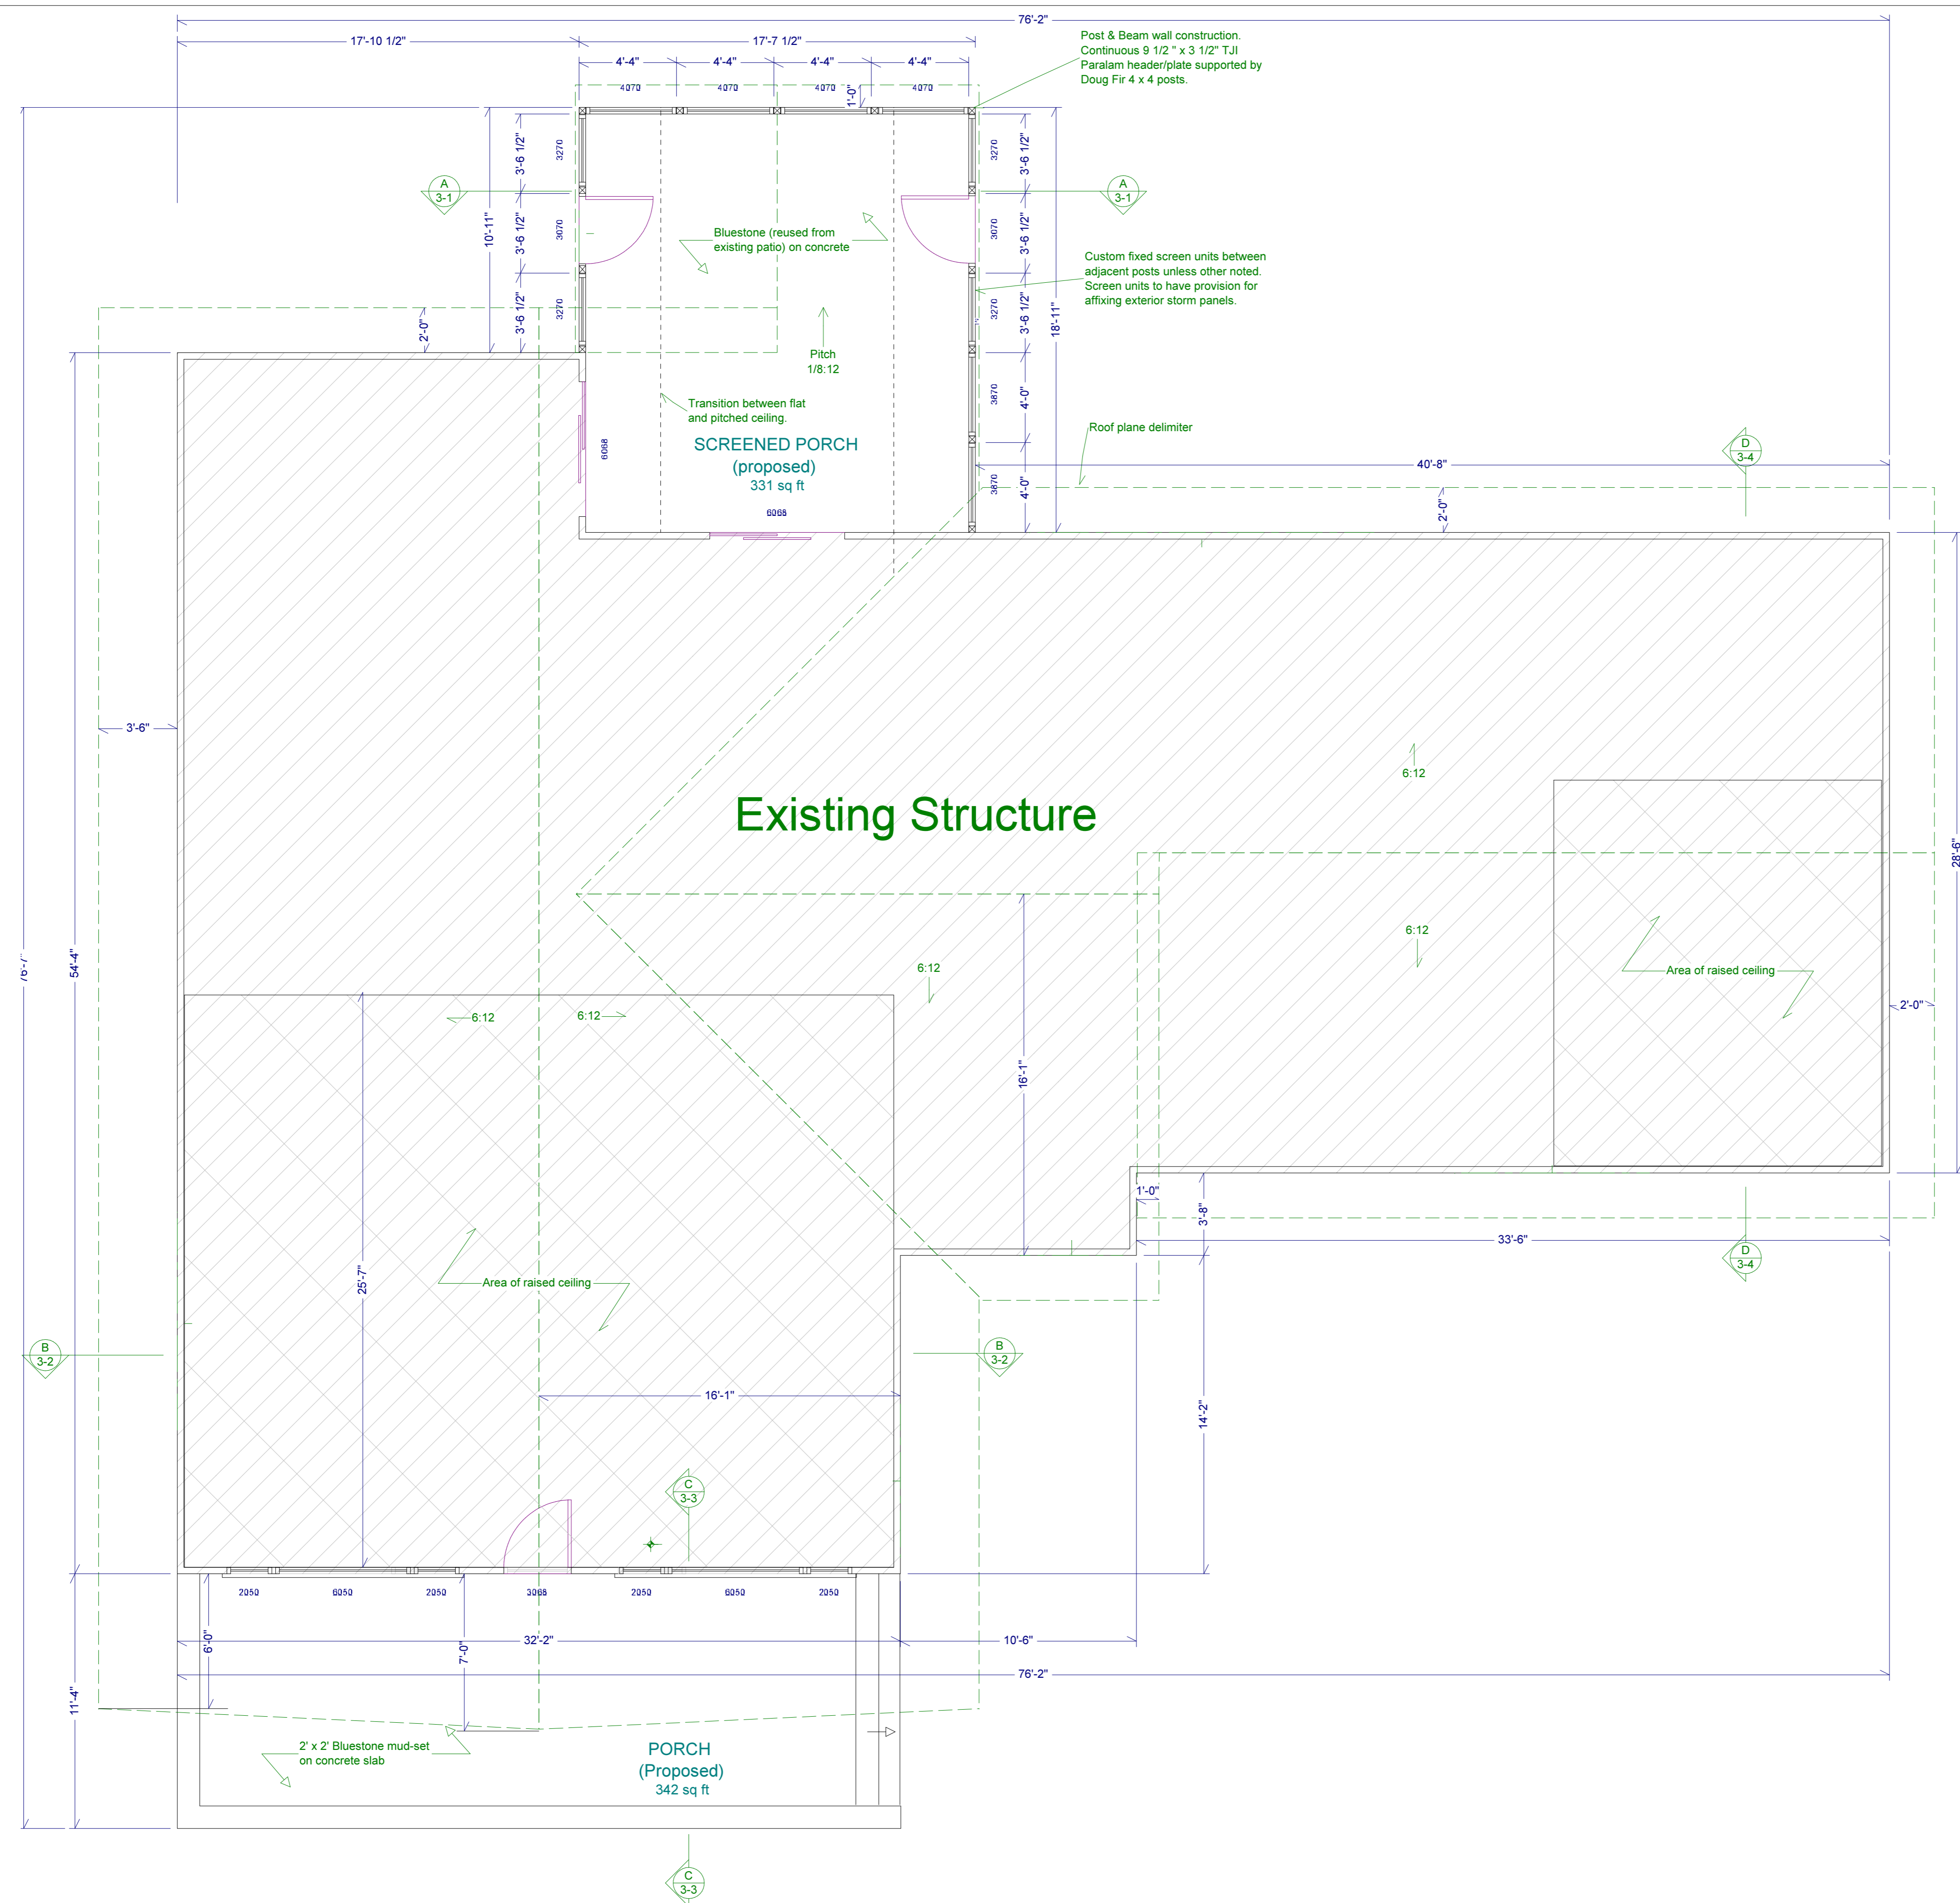 76'-2"
17'-10 1/2"
17'-7 1/2"
4'-4"
4'-4"
4'-4"
4'-4"
4070
4070
4070
4070
1'-0"
Post & Beam wall construction.
Continuous 9 1/2 " x 3 1/2" TJI
Paralam header/plate supported by
Doug Fir 4 x 4 posts.
3'-6 1/2"
3270
3270
3'-6 1/2"
A
3-1
A
3-1
10'-11"
3'-6 1/2"
3070
3070
3'-6 1/2"
Bluestone (reused from
existing patio) on concrete
Custom fixed screen units between
adjacent posts unless other noted.
Screen units to have provision for
affixing exterior storm panels.
3'-6 1/2"
3270
3270
3'-6 1/2"
18'-11"
2'-0"
Pitch
1/8:12
3870
4'-0"
Transition between flat
and pitched ceiling.
SCREENED PORCH
(proposed)
331 sq ft
6068
6068
3870
4'-0"
Roof plane delimiter
D
3-4
40'-8"
2'-0"
3'-6"
Existing Structure
6:12
28'-6"
54'-4"
6:12
6:12
Area of raised ceiling
2'-0"
6:12
6:12
16'-1"
1'-0"
3'-8"
33'-6"
D
3-4
25'-7"
Area of raised ceiling
B
3-2
B
3-2
16'-1"
14'-2"
C
3-3
2050
6050
2050
3068
2050
6050
2050
6'-0"
7'-0"
32'-2"
10'-6"
76'-2"
11'-4"
2' x 2' Bluestone mud-set
on concrete slab
PORCH
(Proposed)
342 sq ft
C
3-3